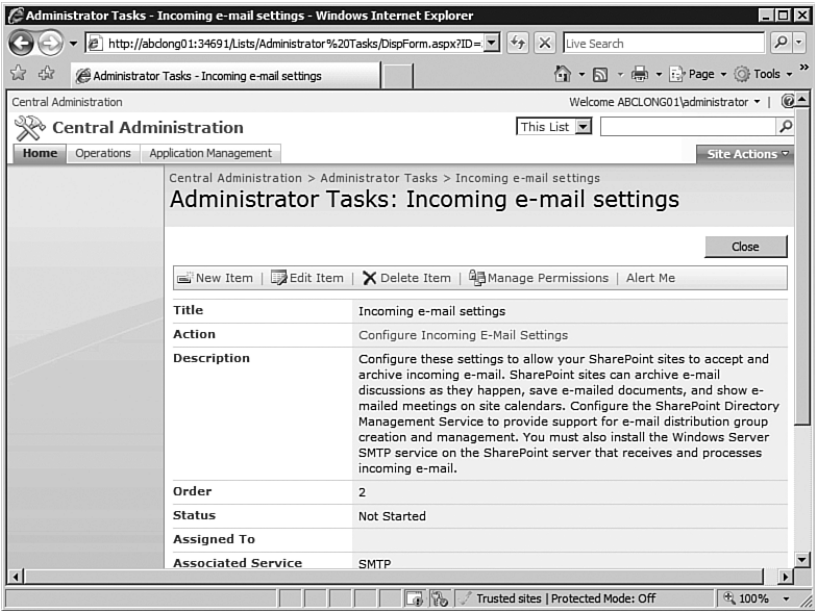 Administrator Tasks - Incoming e-mail settings - Windows Internet Explorer
http://abclong01:34691/Lists/Administrator%20Tasks/DispForm.aspx?ID=
Live Search
Administrator Tasks - Incoming e-mail settings
Page
Tools
Central Administration
Welcome ABCLONG01\administrator
Central Administration
This List
Home
Operations
Application Management
Site Actions
Central Administration > Administrator Tasks > Incoming e-mail settings
Administrator Tasks: Incoming e-mail settings
Close
New Item | Edit Item | Delete Item | Manage Permissions | Alert Me
Title Incoming e-mail settings
Action Configure Incoming E-Mail Settings
Description Configure these settings to allow your SharePoint sites to accept and
archive incoming e-mail. SharePoint sites can archive e-mail
discussions as they happen, save e-mailed documents, and show e-
mailed meetings on site calendars. Configure the SharePoint Directory
Management Service to provide support for e-mail distribution group
creation and management. You must also install the Windows Server
SMTP service on the SharePoint server that receives and processes
incoming e-mail.
Order 2
Status Not Started
Assigned To
Associated Service SMTP
Trusted sites | Protected Mode: Off
100%